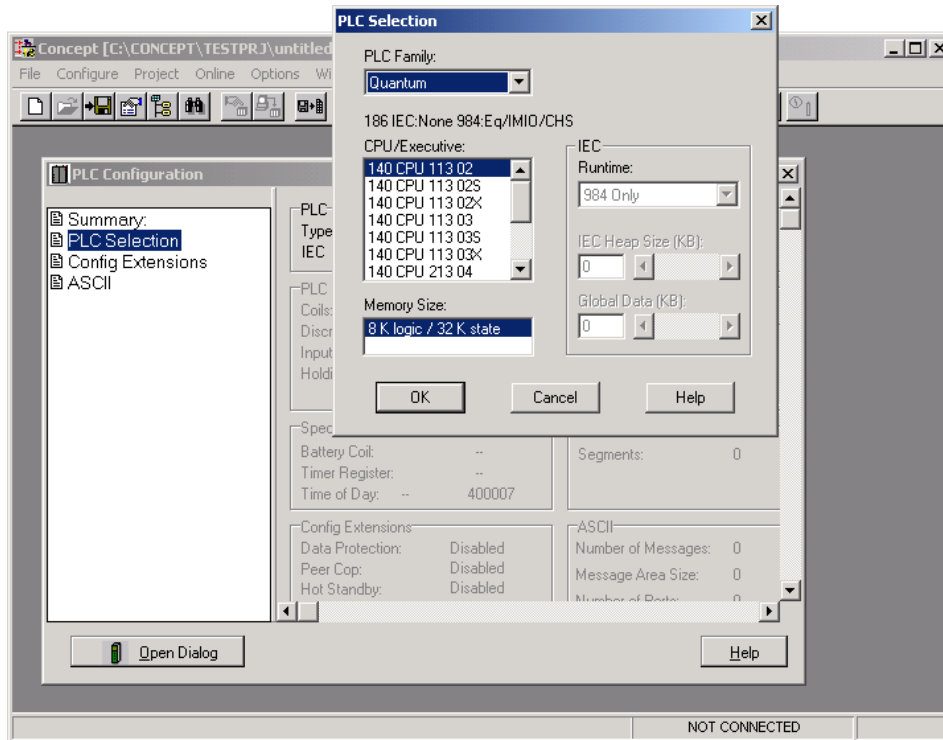 PLC Selection
Concept [C:\CONCEPT\TESTPRJ\untitled
File Configure Project Online Options Wi
PLC Family:
Quantum
186 IEC:None 984:Eq/IMIO/CHS
CPU/Executive:
140 CPU 113 02
140 CPU 113 02S
140 CPU 113 02X
140 CPU 113 03
140 CPU 113 03S
140 CPU 113 03X
140 CPU 213 04
Memory Size:
8 K logic / 32 K state
IEC
Runtime:
984 Only
IEC Heap Size (KB):
0
Global Data (KB):
0
OK Cancel Help
PLC Configuration
Summary:
PLC Selection
Config Extensions
ASCII
PLC
Type
IEC
PLC
Coils:
Discr
Input
Holdi
Spec
Battery Coil: --
Timer Register: --
Time of Day: -- 400007
Segments: 0
Config Extensions
Data Protection: Disabled
Peer Cop: Disabled
Hot Standby: Disabled
ASCII
Number of Messages: 0
Message Area Size: 0
Number of Ports: 0
Open Dialog
Help
NOT CONNECTED